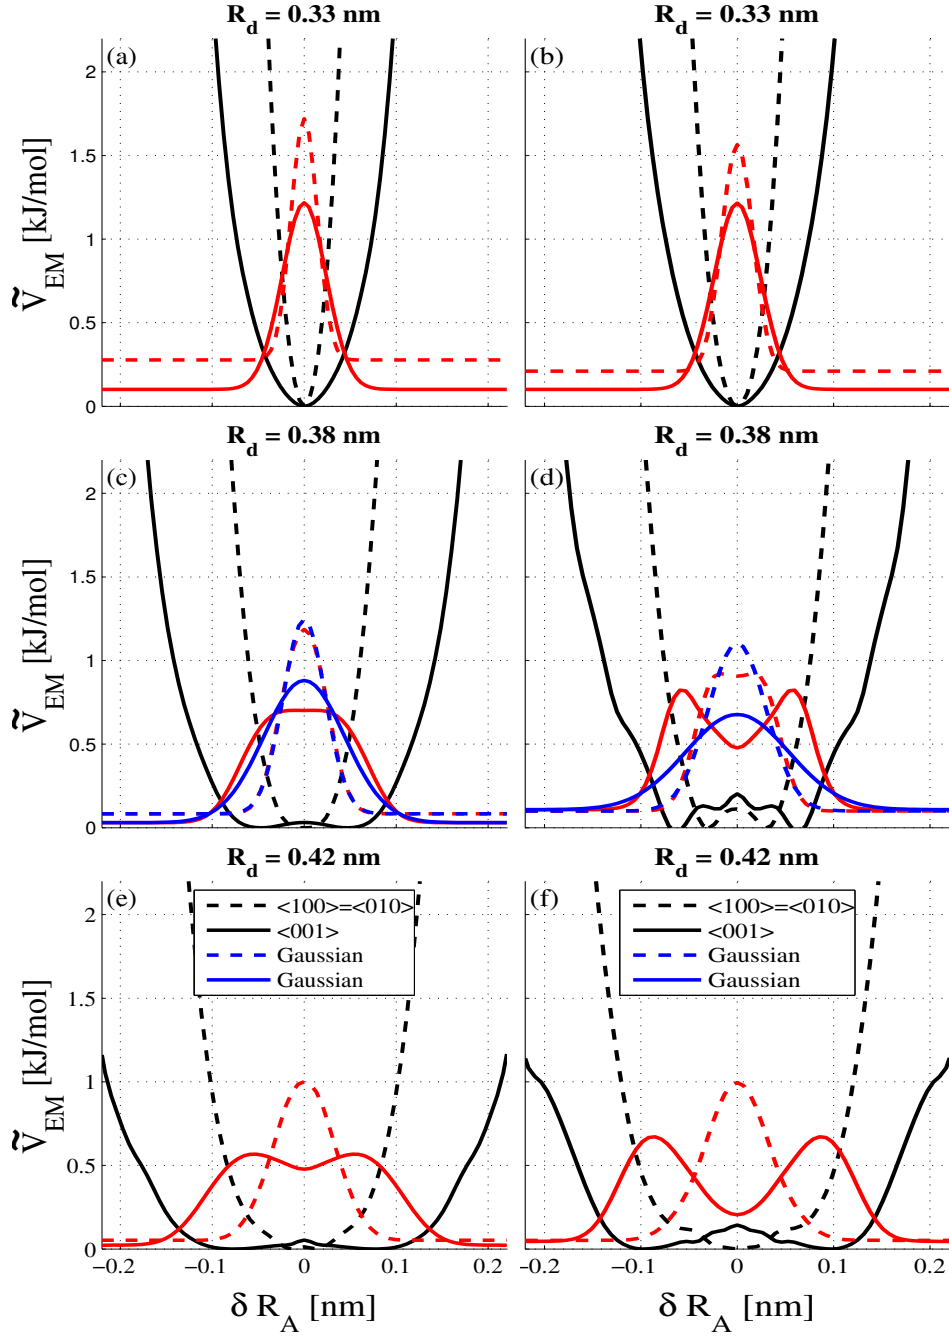 R_d = 0.33 nm
R_d = 0.33 nm
(a)
(b)
2
1.5
1
0.5
0
Ṽ_EM [kJ/mol]
R_d = 0.38 nm
R_d = 0.38 nm
(c)
(d)
2
1.5
1
0.5
0
Ṽ_EM [kJ/mol]
R_d = 0.42 nm
R_d = 0.42 nm
(e)
(f)
<100>=<010>
<001>
Gaussian
Gaussian
<100>=<010>
<001>
Gaussian
Gaussian
2
1.5
1
0.5
0
Ṽ_EM [kJ/mol]
−0.2 −0.1 0 0.1 0.2
−0.2 −0.1 0 0.1 0.2
δ R_A [nm]
δ R_A [nm]